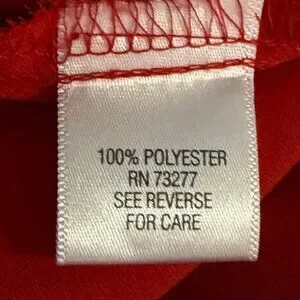 100% POLYESTER
RN 73277
SEE REVERSE
FOR CARE